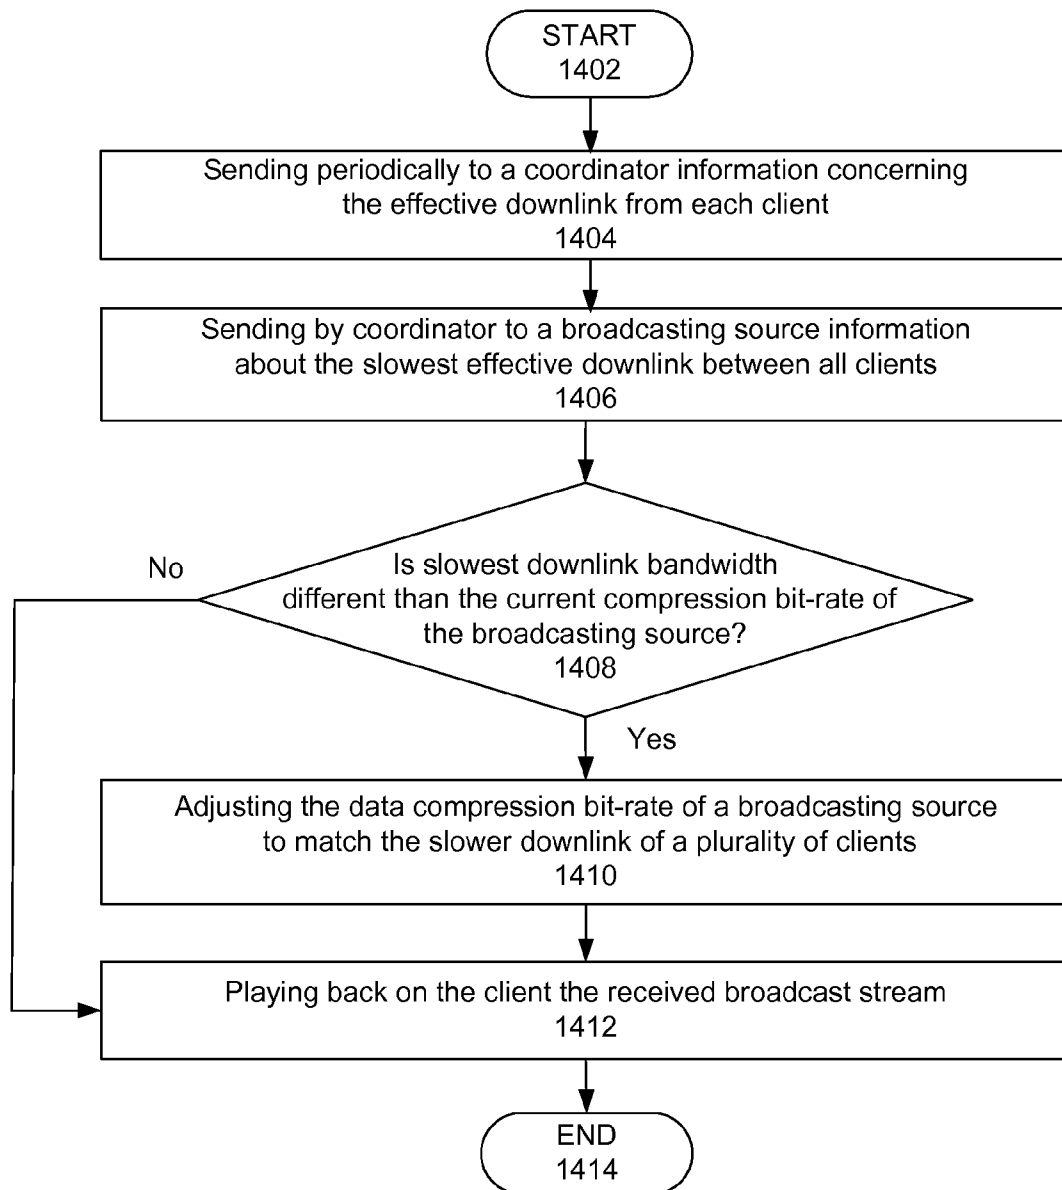 START
1402
Sending periodically to a coordinator information concerning
the effective downlink from each client
1404
Sending by coordinator to a broadcasting source information
about the slowest effective downlink between all clients
1406
No
Is slowest downlink bandwidth
different than the current compression bit-rate of
the broadcasting source?
1408
Yes
Adjusting the data compression bit-rate of a broadcasting source
to match the slower downlink of a plurality of clients
1410
Playing back on the client the received broadcast stream
1412
END
1414